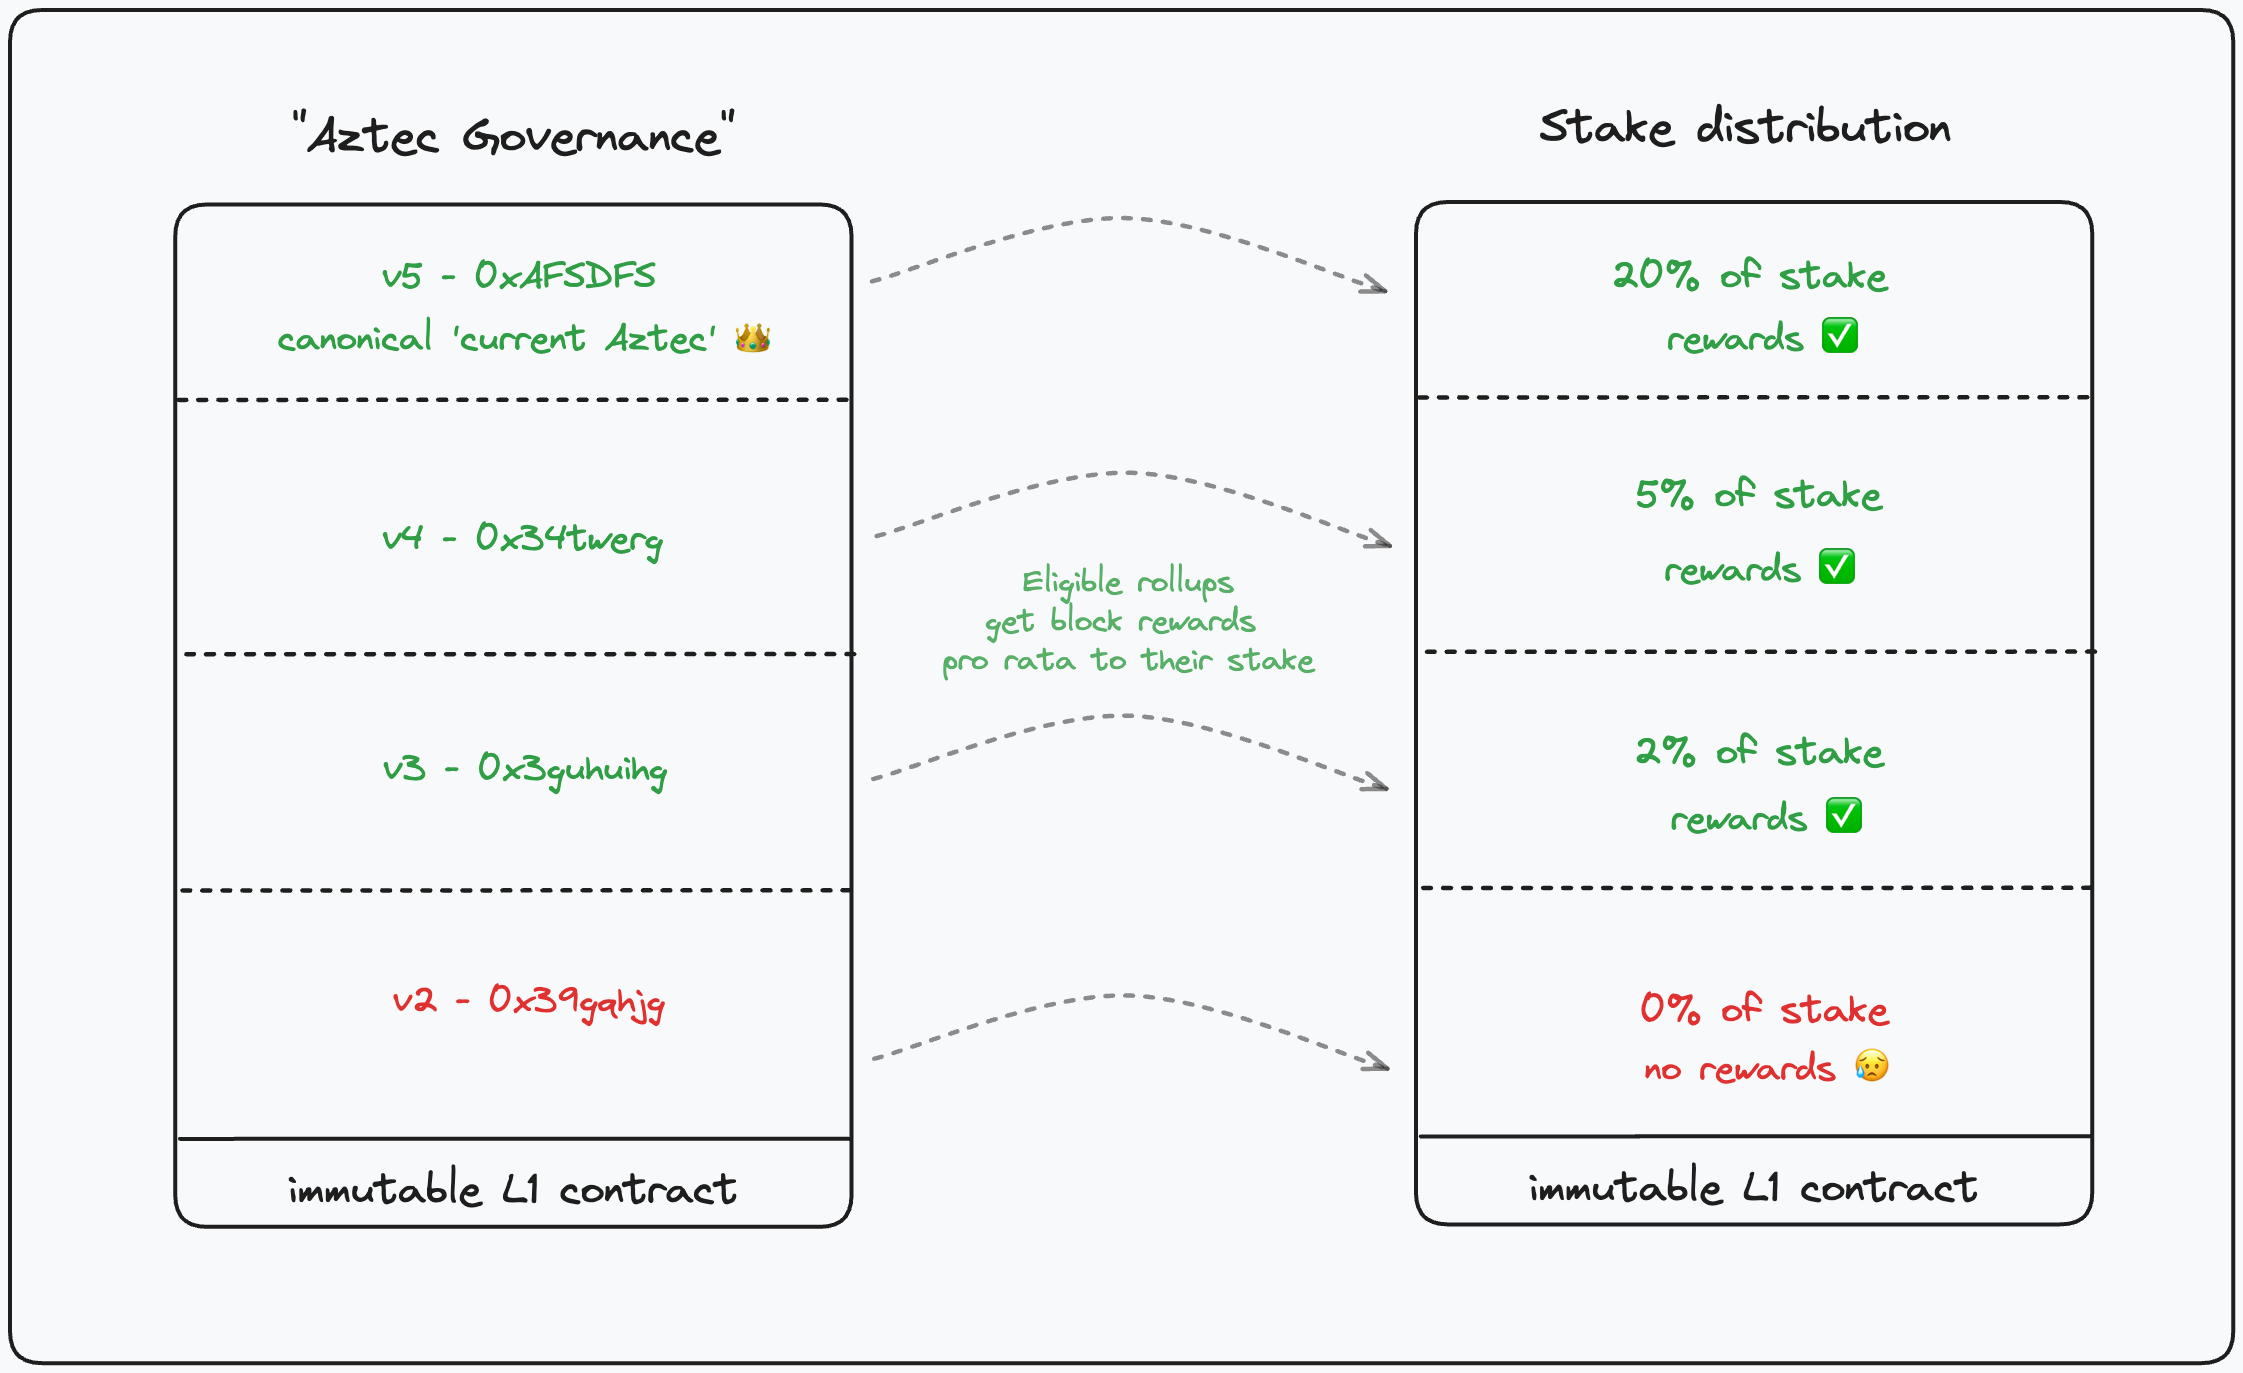 "Aztec Governance"
v5 - 0xAFSDFS
canonical 'current Aztec' 👑
v4 - 0x34twerg
v3 - 0x3guhuihg
v2 - 0x39gahjg
immutable L1 contract
Eligible rollups
get block rewards
pro rata to their stake
Stake distribution
20% of stake
rewards ✅
5% of stake
rewards ✅
2% of stake
rewards ✅
0% of stake
no rewards 😥
immutable L1 contract